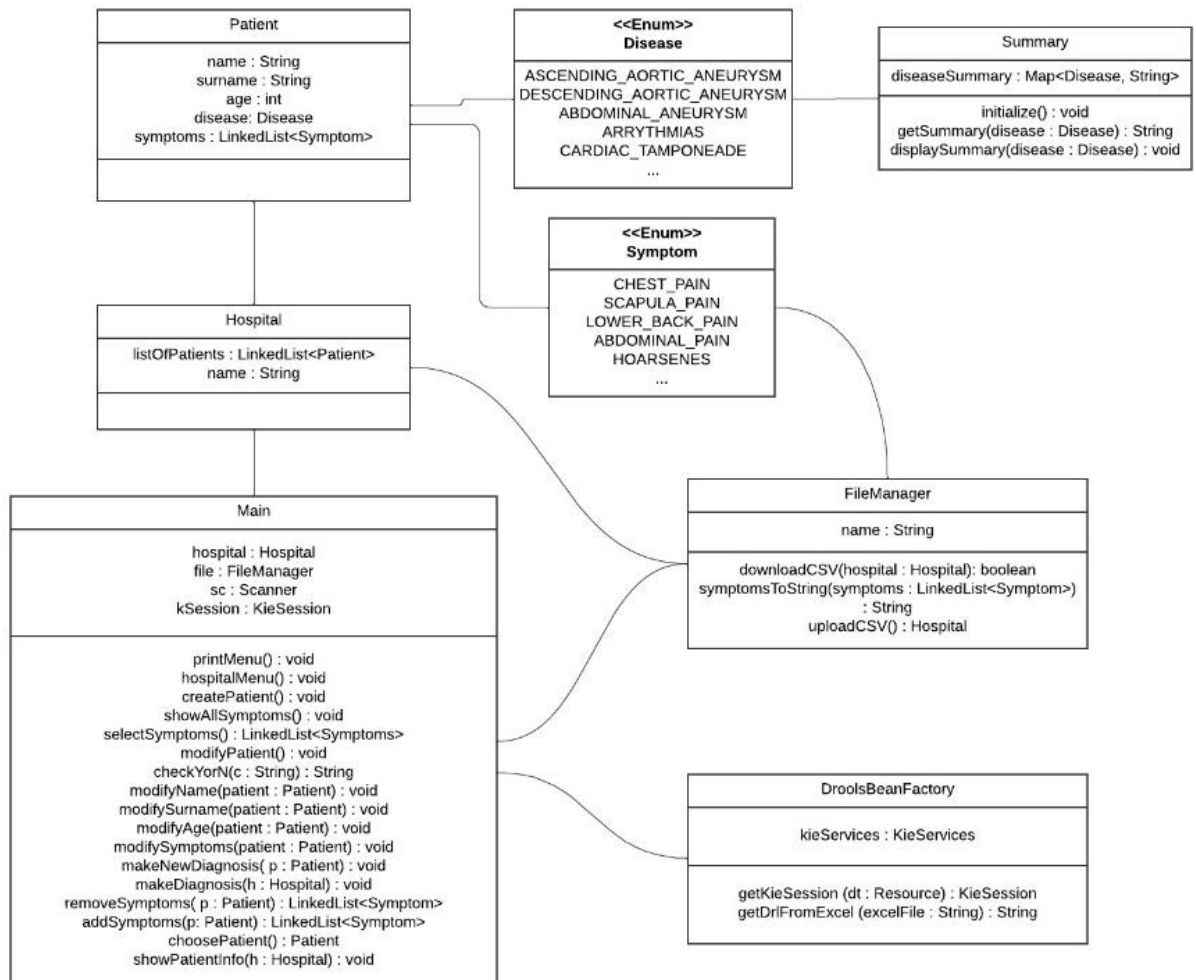 Patient
name : String
surname : String
age : int
disease: Disease
symptoms : LinkedList<Symptom>
<<Enum>>
Disease
ASCENDING_AORTIC_ANEURYSM
DESCENDING_AORTIC_ANEURYSM
ABDOMINAL_ANEURYSM
ARRYTHMIAS
CARDIAC_TAMPONEADE
...
Summary
diseaseSummary : Map<Disease, String>
initialize() : void
getSummary(disease : Disease) : String
displaySummary(disease : Disease) : void
<<Enum>>
Symptom
CHEST_PAIN
SCAPULA_PAIN
LOWER_BACK_PAIN
ABDOMINAL_PAIN
HOARSENES
...
Hospital
listOfPatients : LinkedList<Patient>
name : String
Main
hospital : Hospital
file : FileManager
sc : Scanner
kSession : KieSession
printMenu() : void
hospitalMenu() : void
createPatient() : void
showAllSymptoms() : void
selectSymptoms() : LinkedList<Symptoms>
modifyPatient() : void
checkYorN(c : String) : String
modifyName(patient : Patient) : void
modifySurname(patient : Patient) : void
modifyAge(patient : Patient) : void
modifySymptoms(patient : Patient) : void
makeNewDiagnosis( p : Patient) : void
makeDiagnosis(h : Hospital) : void
removeSymptoms( p : Patient) : LinkedList<Symptom>
addSymptoms(p: Patient) : LinkedList<Symptom>
choosePatient() : Patient
showPatientInfo(h : Hospital) : void
FileManager
name : String
downloadCSV(hospital : Hospital): boolean
symptomsToString(symptoms : LinkedList<Symptom>)
: String
uploadCSV() : Hospital
DroolsBeanFactory
kieServices : KieServices
getKieSession (dt : Resource) : KieSession
getDrlFromExcel (excelFile : String) : String